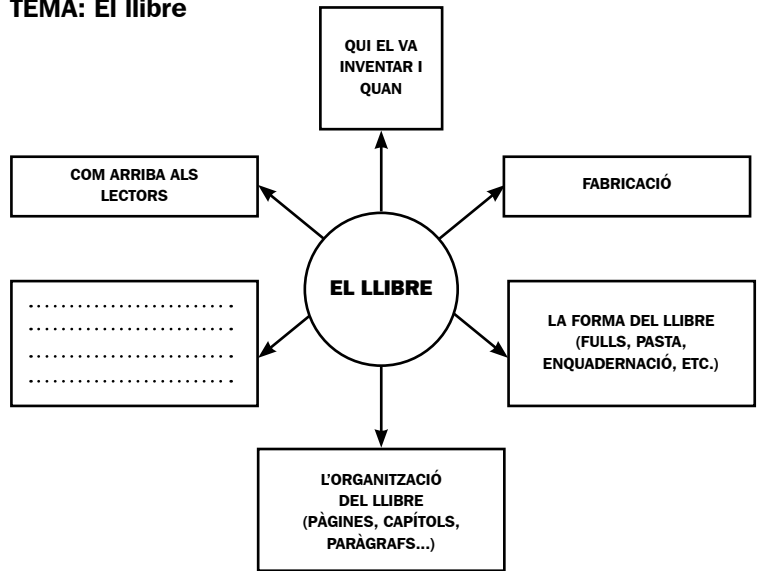 TEMA: El llibre
QUI EL VA
INVENTAR I
QUAN
COM ARRIBA ALS
LECTORS
FABRICACIÓ
EL LLIBRE
LA FORMA DEL LLIBRE
(FULLS, PASTA,
ENQUADERNACIÓ, ETC.)
L'ORGANITZACIÓ
DEL LLIBRE
(PÀGINES, CAPÍTOLS,
PARÀGRAFS...)